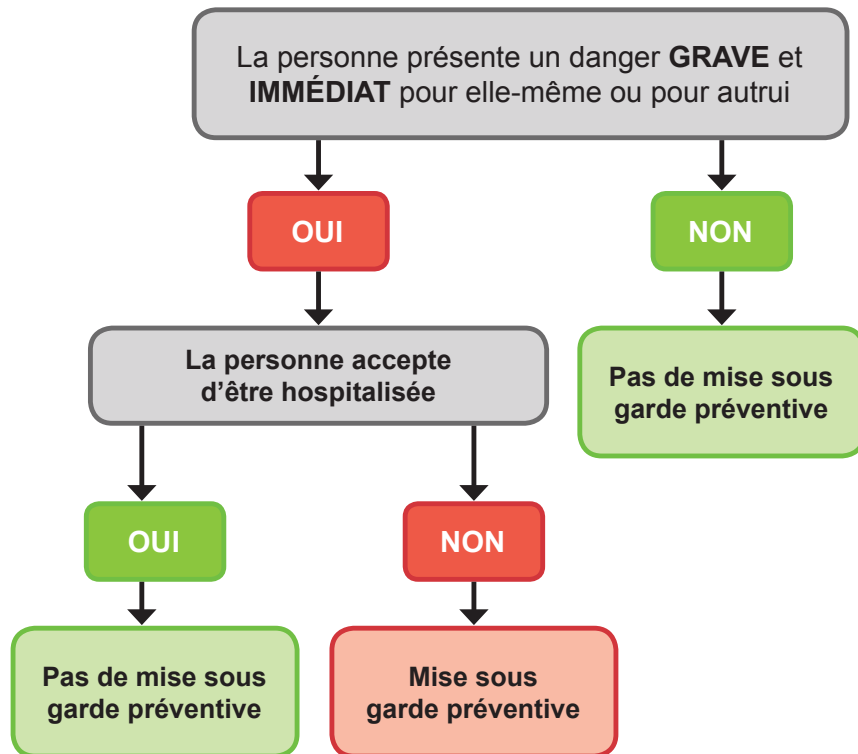 La personne présente un danger GRAVE et
IMMÉDIAT pour elle-même ou pour autrui
OUI
NON
La personne accepte
d’être hospitalisée
Pas de mise sous
garde préventive
OUI
NON
Pas de mise sous
garde préventive
Mise sous
garde préventive